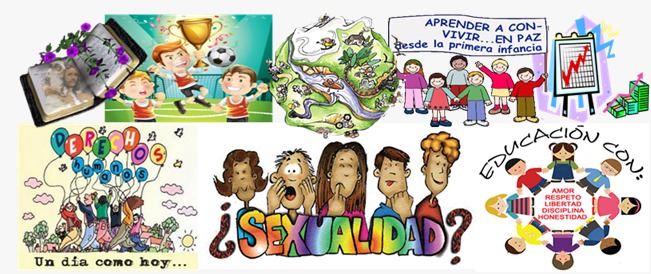 APRENDER A CON-
VIVIR...EN PAZ
desde la primera infancia
DERECHOS
humanos
Un día como hoy...
¿SEXUALIDAD?
EDUCACIÓN CON:
AMOR
RESPETO
LIBERTAD
DISCIPLINA
HONESTIDAD